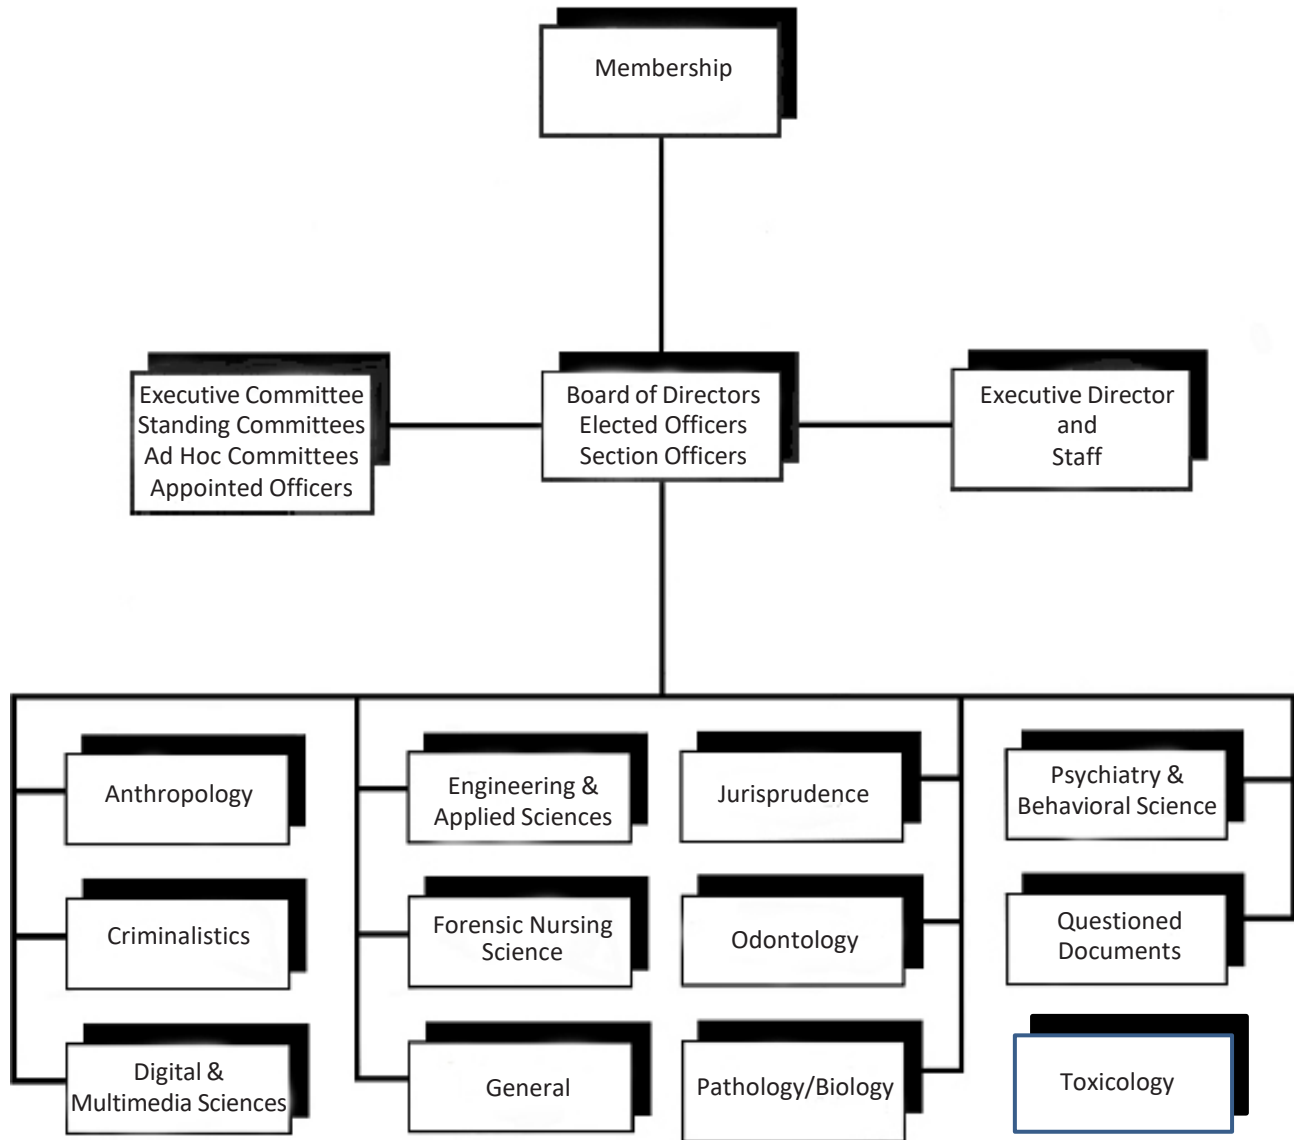 Membership
Executive Committee
Standing Committees
Ad Hoc Committees
Appointed Officers
Board of Directors
Elected Officers
Section Officers
Executive Director
and
Staff
Anthropology
Engineering &
Applied Sciences
Jurisprudence
Psychiatry &
Behavioral Science
Criminalistics
Forensic Nursing
Science
Odontology
Questioned
Documents
Digital &
Multimedia Sciences
General
Pathology/Biology
Toxicology